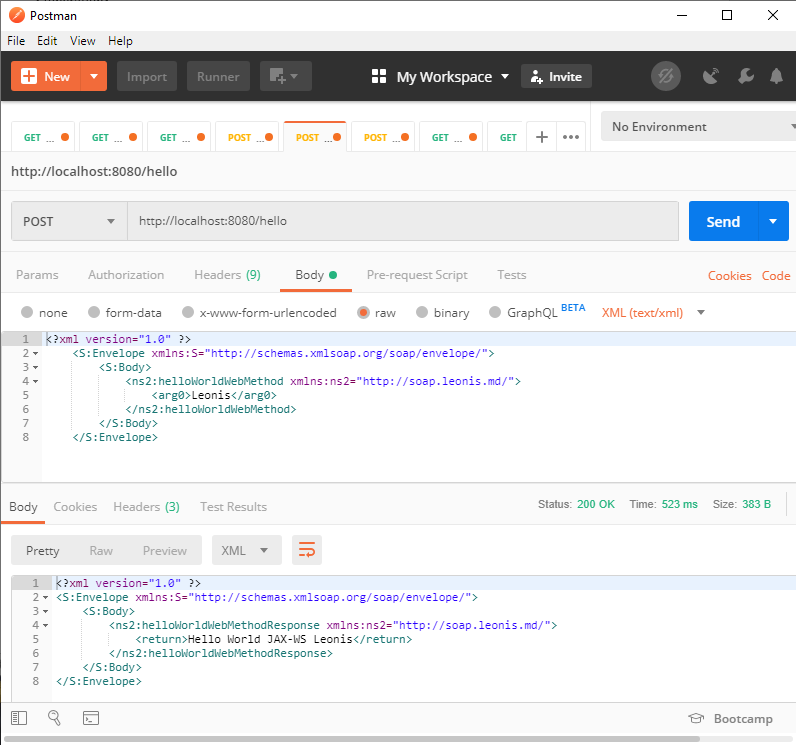 Postman
File Edit View Help
New Import Runner My Workspace Invite
GET ... GET ... GET ... POST ... POST ... POST ... GET ... GET + ••• No Environment
http://localhost:8080/hello
POST http://localhost:8080/hello Send
Params Authorization Headers (9) Body Pre-request Script Tests Cookies Code
none form-data x-www-form-urlencoded raw binary GraphQL BETA XML (text/xml)
1 <?xml version="1.0" ?>
2 <S:Envelope xmlns:S="http://schemas.xmlsoap.org/soap/envelope/">
3 <S:Body>
4 <ns2:helloWorldWebMethod xmlns:ns2="http://soap.leonis.md/">
5 <arg0>Leonis</arg0>
6 </ns2:helloWorldWebMethod>
7 </S:Body>
8 </S:Envelope>
Body Cookies Headers (3) Test Results Status: 200 OK Time: 523 ms Size: 383 B
Pretty Raw Preview XML
1 <?xml version="1.0" ?>
2 <S:Envelope xmlns:S="http://schemas.xmlsoap.org/soap/envelope/">
3 <S:Body>
4 <ns2:helloWorldWebMethodResponse xmlns:ns2="http://soap.leonis.md/">
5 <return>Hello World JAX-WS Leonis</return>
6 </ns2:helloWorldWebMethodResponse>
7 </S:Body>
8 </S:Envelope>
Bootcamp